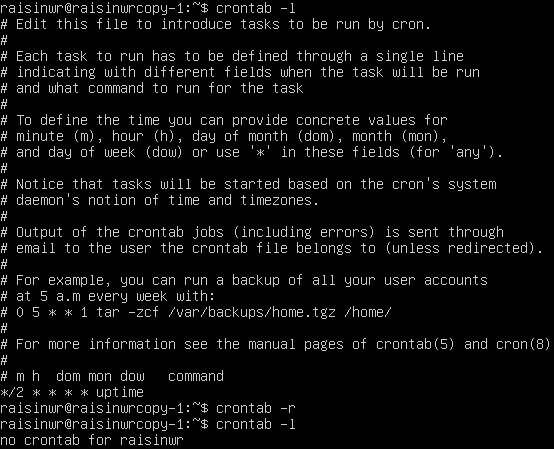 raisinwr@raisinwrcopy-1:~$ crontab -l
# Edit this file to introduce tasks to be run by cron.
#
# Each task to run has to be defined through a single line
# indicating with different fields when the task will be run
# and what command to run for the task
#
# To define the time you can provide concrete values for
# minute (m), hour (h), day of month (dom), month (mon),
# and day of week (dow) or use '*' in these fields (for 'any').
#
# Notice that tasks will be started based on the cron's system
# daemon's notion of time and timezones.
#
# Output of the crontab jobs (including errors) is sent through
# email to the user the crontab file belongs to (unless redirected).
#
# For example, you can run a backup of all your user accounts
# at 5 a.m every week with:
# 0 5 * * 1 tar -zcf /var/backups/home.tgz /home/
#
# For more information see the manual pages of crontab(5) and cron(8)
#
# m h  dom mon dow   command
*/2 * * * * uptime
raisinwr@raisinwrcopy-1:~$ crontab -r
raisinwr@raisinwrcopy-1:~$ crontab -l
no crontab for raisinwr